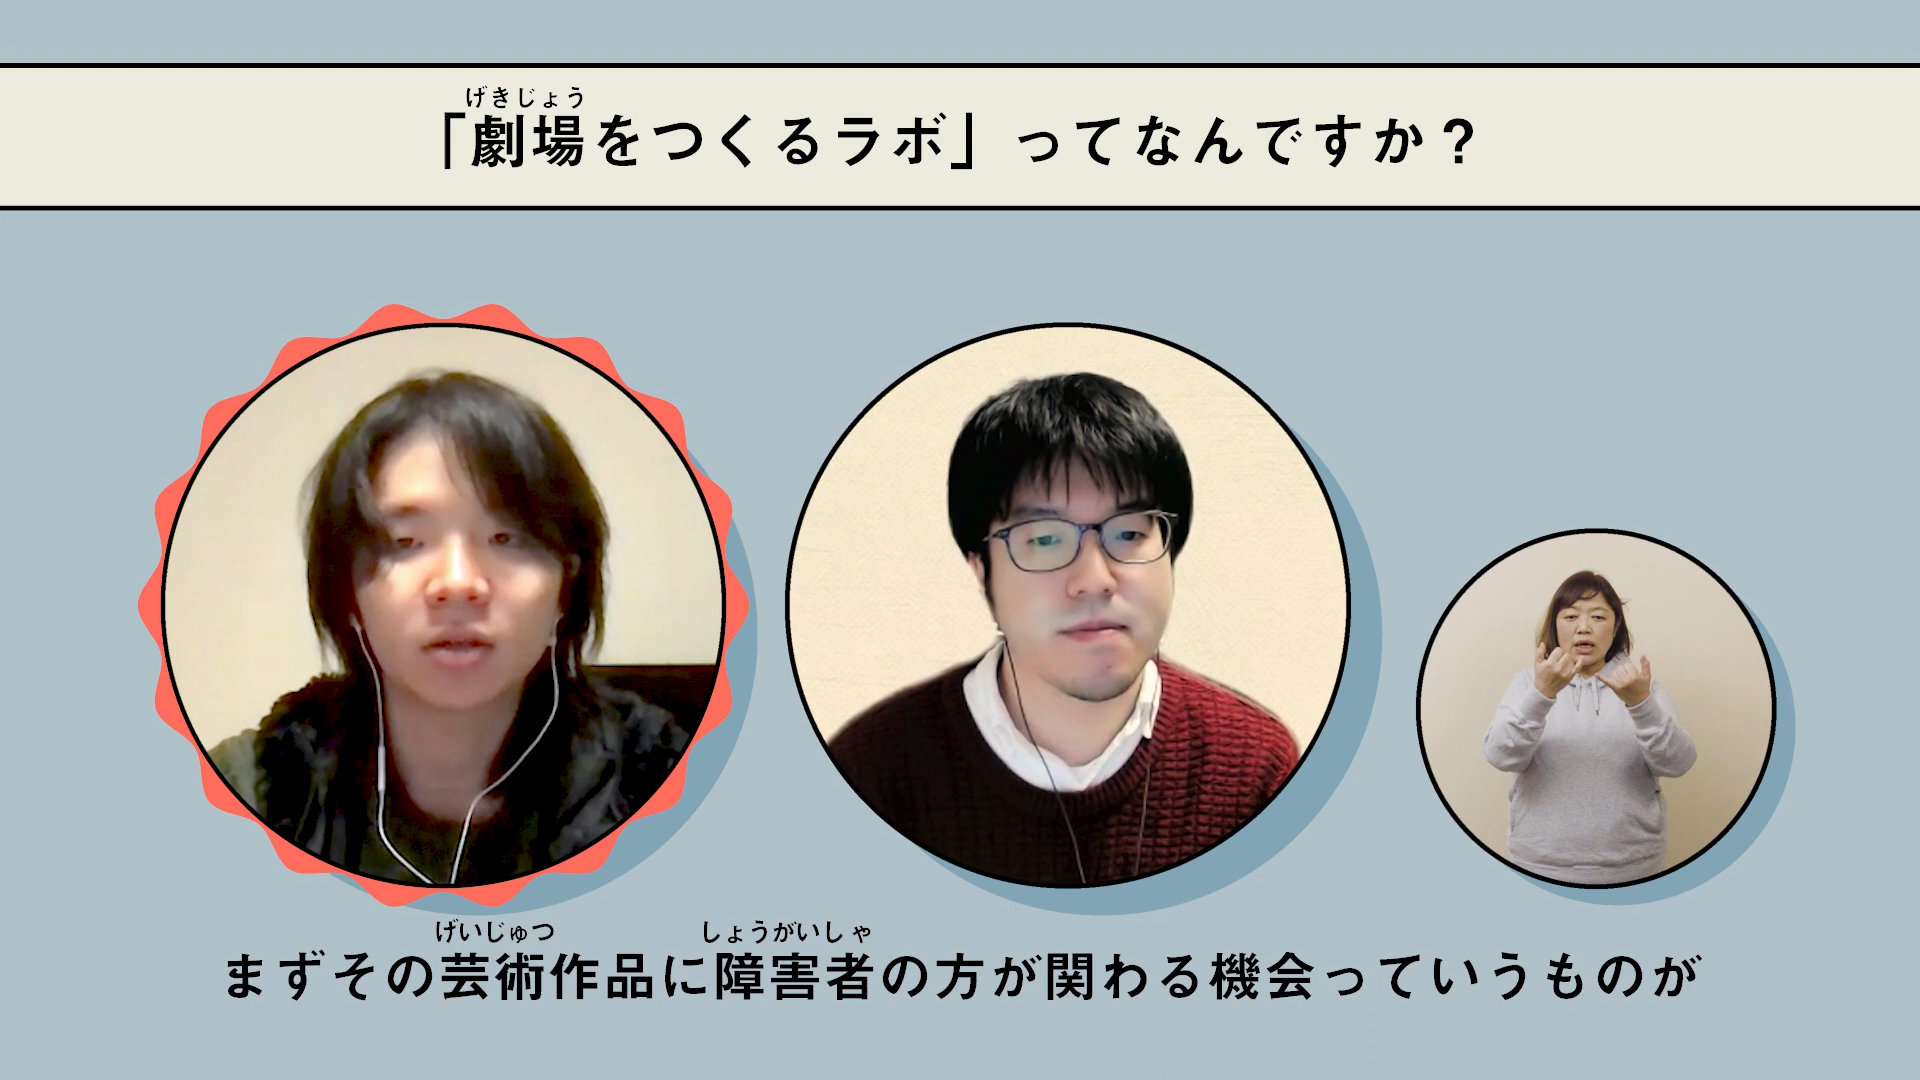 げきじょう
「劇場をつくるラボ」ってなんですか？
げいじゅつ しょうがいしゃ
まずその芸術作品に障害者の方が関わる機会っていうものが